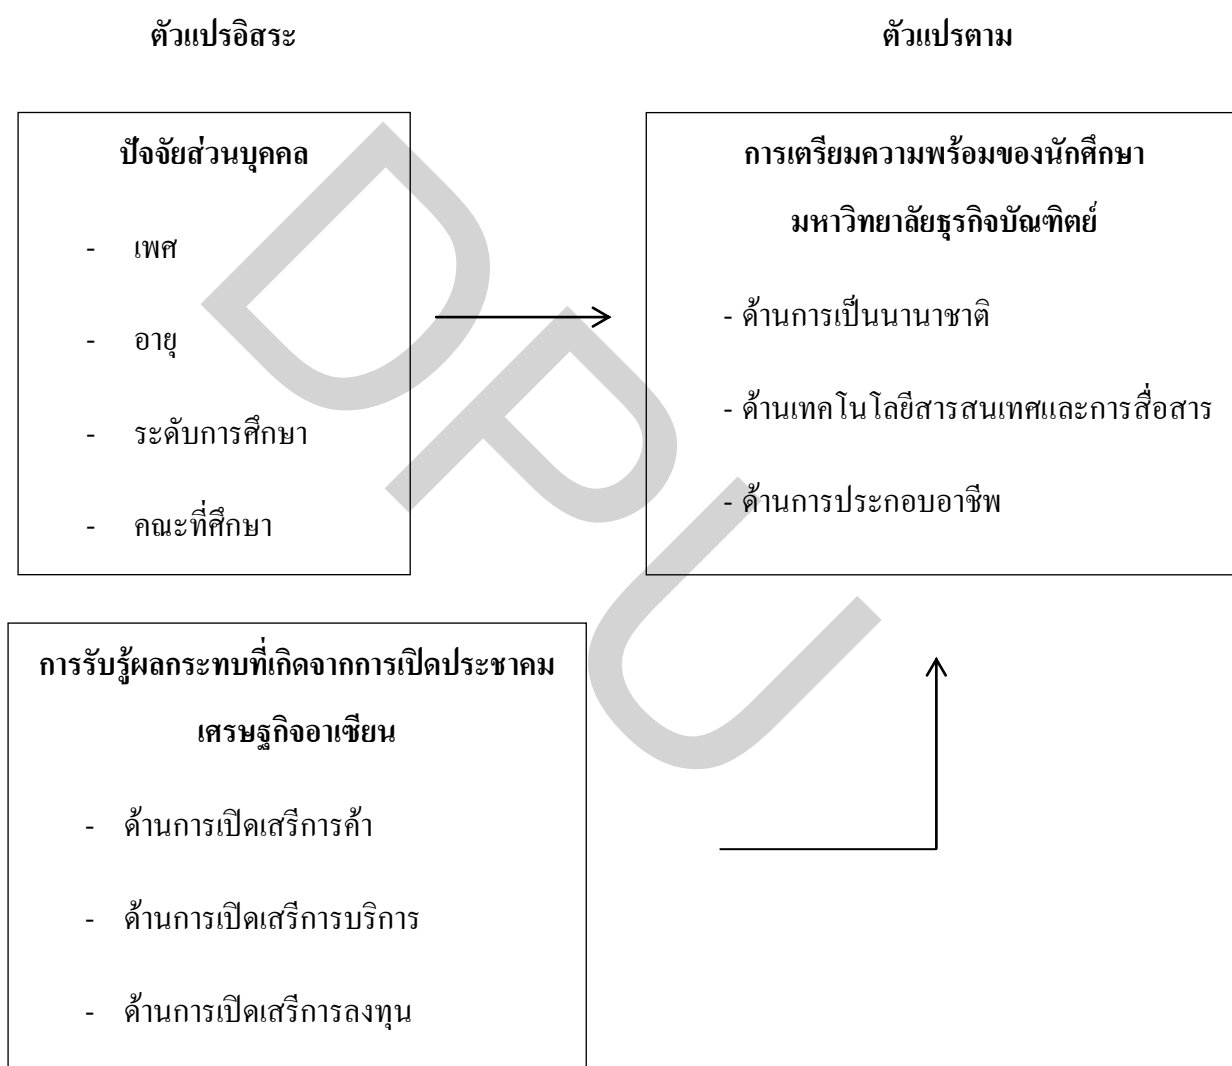 ตัวแปรอิสระ
ตัวแปรตาม
ปัจจัยส่วนบุคคล
- เพศ
- อายุ
- ระดับการศึกษา
- คณะที่ศึกษา
การเตรียมความพร้อมของนักศึกษา
มหาวิทยาลัยธุรกิจบัณฑิตย์
- ด้านการเป็นนานาชาติ
- ด้านเทคโนโลยีสารสนเทศและการสื่อสาร
- ด้านการประกอบอาชีพ
การรับรู้ผลกระทบที่เกิดจากการเปิดประชาคม
เศรษฐกิจอาเซียน
- ด้านการเปิดเสรีการค้า
- ด้านการเปิดเสรีการบริการ
- ด้านการเปิดเสรีการลงทุน
DPU